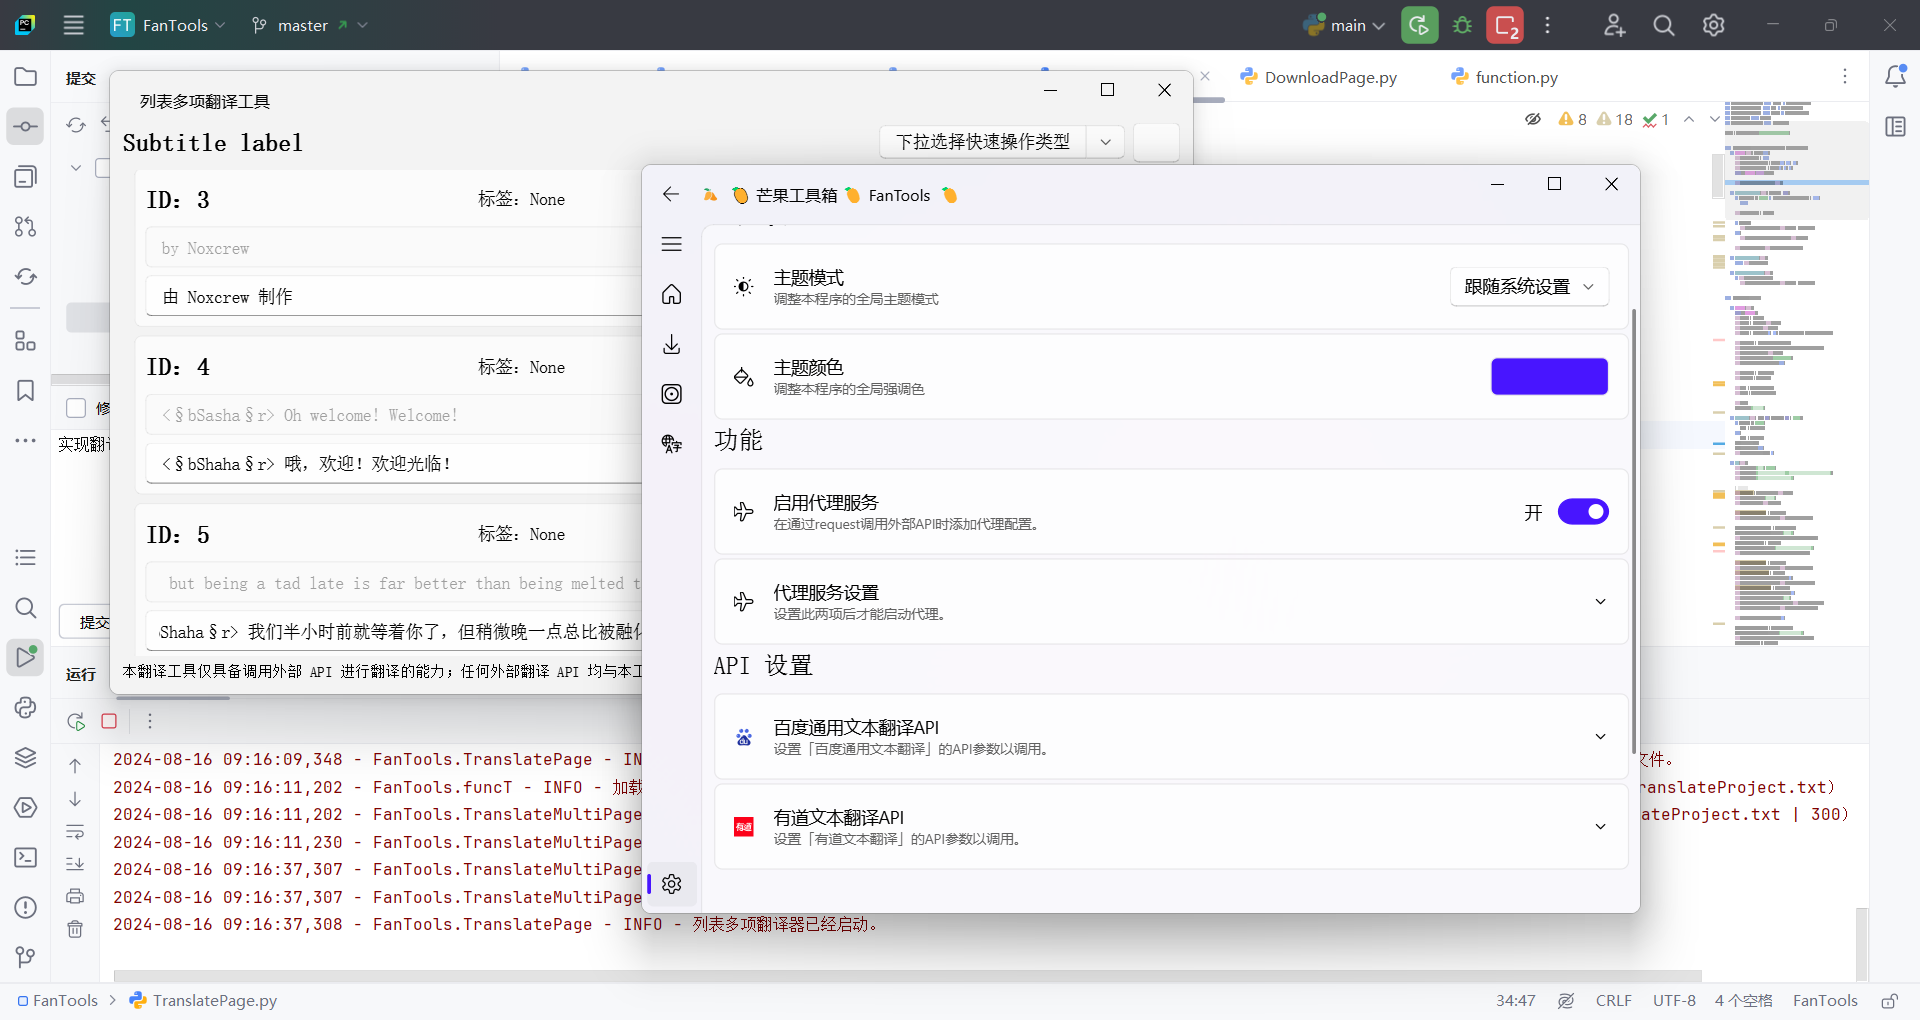 PC
FT FanTools
master
main
2
提交
DownloadPage.py
function.py
8 18 1
列表多项翻译工具
Subtitle label
下拉选择快速操作类型
ID: 3
标签: None
by Noxcrew
由 Noxcrew 制作
ID: 4
标签: None
<§bSasha§r> Oh welcome! Welcome!
<§bShaha§r> 哦，欢迎！欢迎光临！
ID: 5
标签: None
but being a tad late is far better than being melted t
Shaha§r> 我们半小时前就等着你了，但稍微晚一点总比被融化
本翻译工具仅具备调用外部 API 进行翻译的能力；任何外部翻译 API 均与本工
修
实现翻译
提交
芒果工具箱 FanTools
主题模式
调整本程序的全局主题模式
跟随系统设置
主题颜色
调整本程序的全局强调色
功能
启用代理服务
在通过request调用外部API时添加代理配置。
开
代理服务设置
设置此两项后才能启动代理。
API 设置
百度通用文本翻译API
设置「百度通用文本翻译」的API参数以调用。
有道
有道文本翻译API
设置「有道文本翻译」的API参数以调用。
运行
2024-08-16 09:16:09,348 - FanTools.TranslatePage - IN
文件。
2024-08-16 09:16:11,202 - FanTools.funcT - INFO - 加载
ranslateProject.txt)
2024-08-16 09:16:11,202 - FanTools.TranslateMultiPage
ateProject.txt | 300)
2024-08-16 09:16:11,230 - FanTools.TranslateMultiPage
2024-08-16 09:16:37,307 - FanTools.TranslateMultiPage
2024-08-16 09:16:37,307 - FanTools.TranslateMultiPage
2024-08-16 09:16:37,308 - FanTools.TranslatePage - INFO - 列表多项翻译器已经启动。
FanTools > TranslatePage.py
34:47 CRLF UTF-8 4 个空格 FanTools